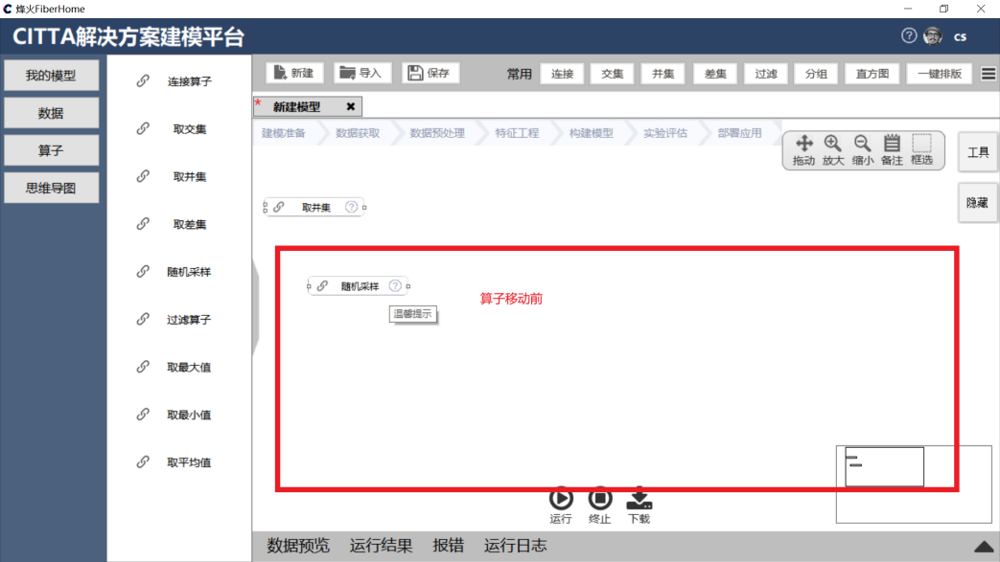 烽火FiberHome
CITTA解决方案建模平台
cs
我的模型
数据
算子
思维导图
连接算子
取交集
取并集
取差集
随机采样
过滤算子
取最大值
取最小值
取平均值
新建 导入 保存 常用 连接 交集 并集 差集 过滤 分组 直方图 一键排版
* 新建模型
建模准备 数据获取 数据预处理 特征工程 构建模型 实验评估 部署应用
拖动 放大 缩小 备注 框选
工具
隐藏
取并集
随机采样
温馨提示
算子移动前
运行 终止 下载
数据预览 运行结果 报错 运行日志